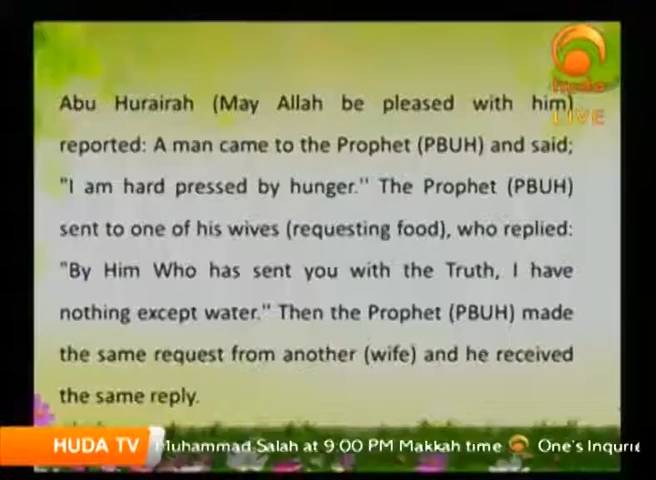 huda
LIVE
Abu Hurairah (May Allah be pleased with him)
reported: A man came to the Prophet (PBUH) and said;
"I am hard pressed by hunger." The Prophet (PBUH)
sent to one of his wives (requesting food), who replied:
"By Him Who has sent you with the Truth, I have
nothing except water." Then the Prophet (PBUH) made
the same request from another (wife) and he received
the same reply.
HUDA TV Muhammad Salah at 9:00 PM Makkah time One's Inqurie